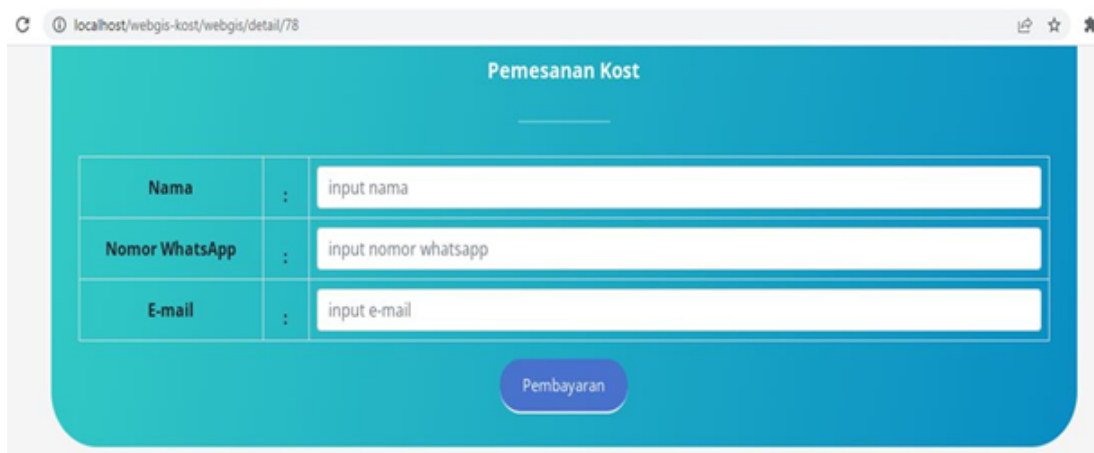 localhost/webgis-kost/webgis/detail/78
Pemesanan Kost
Nama : input nama
Nomor WhatsApp : input nomor whatsapp
E-mail : input e-mail
Pembayaran